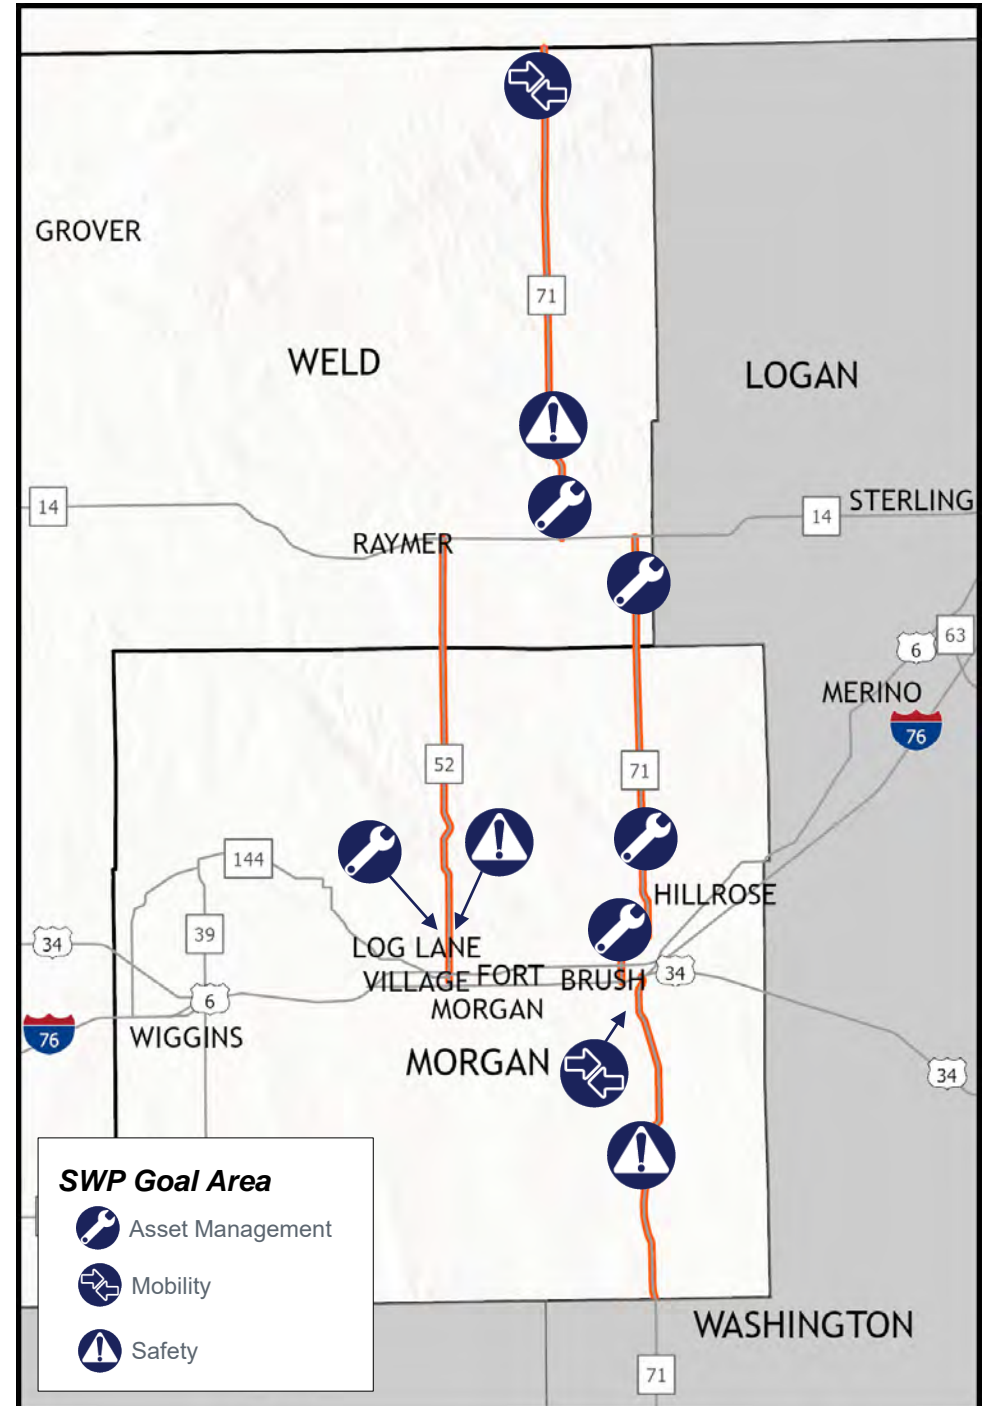 GROVER
71
WELD
LOGAN
14
14
STERLING
RAYMER
63
6
MERINO
76
52
71
144
HILLROSE
39
34
LOG LANE
VILLAGE
FORT
MORGAN
BRUSH
34
6
76
WIGGINS
MORGAN
34
SWP Goal Area
Asset Management
Mobility
Safety
WASHINGTON
71